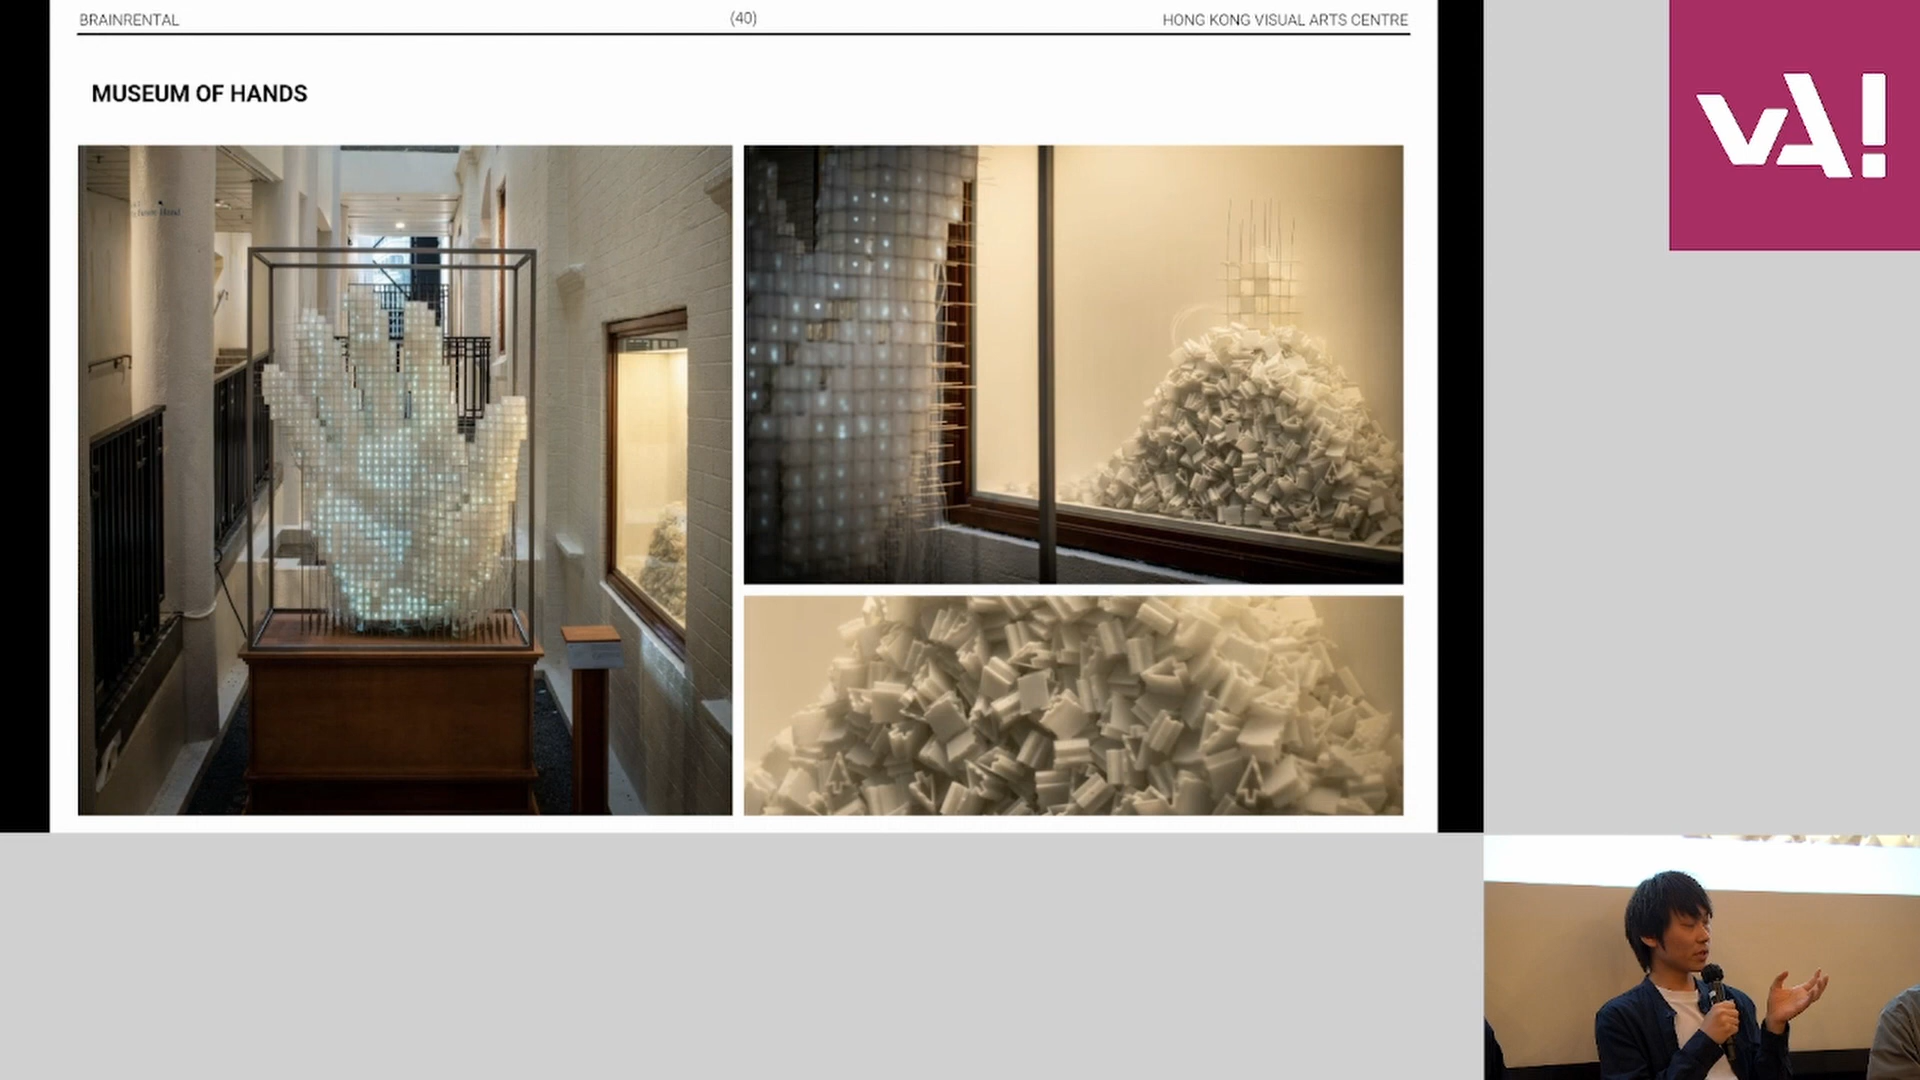 BRAINRENTAL
(40)
HONG KONG VISUAL ARTS CENTRE
MUSEUM OF HANDS
vA!